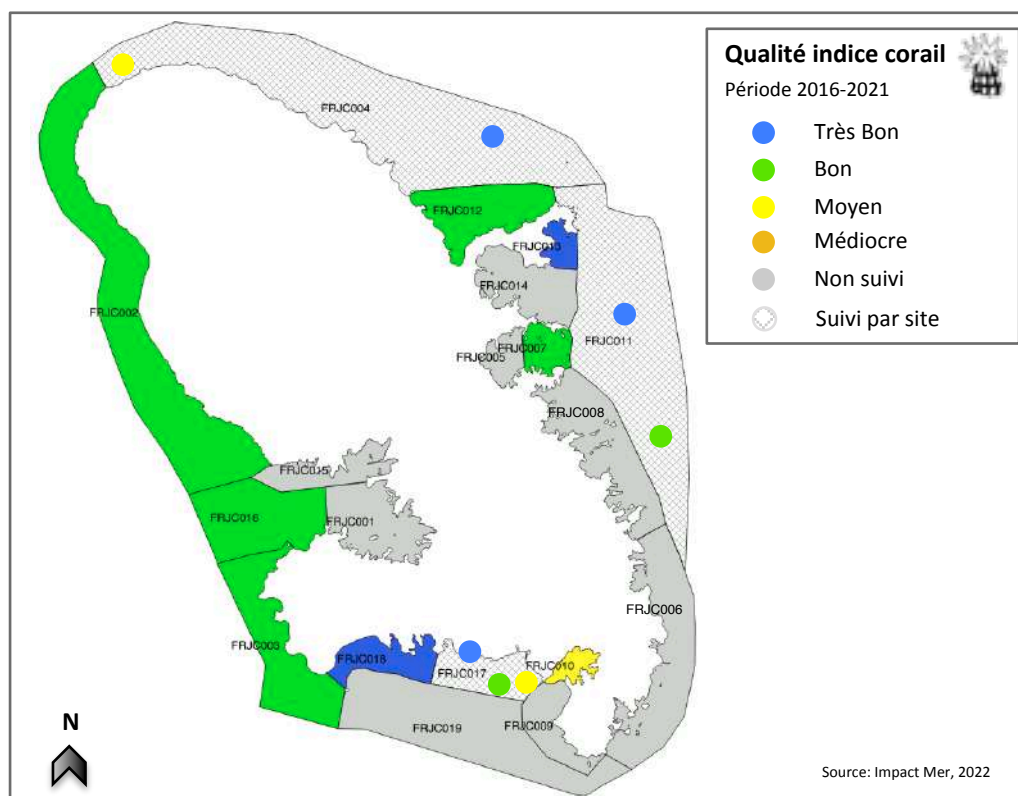 Qualité indice corail
Période 2016-2021
Très Bon
Bon
Moyen
Médiocre
Non suivi
Suivi par site
FRJC004
FRJC012
FRJC013
FRJC014
FRJC002
FRJC011
FRJC007
FRJC005
FRJC008
FRJC015
FRJC016
FRJC001
FRJC006
FRJC003
FRJC018
FRJC017
FRJC010
FRJC019
FRJC009
N
Source: Impact Mer, 2022